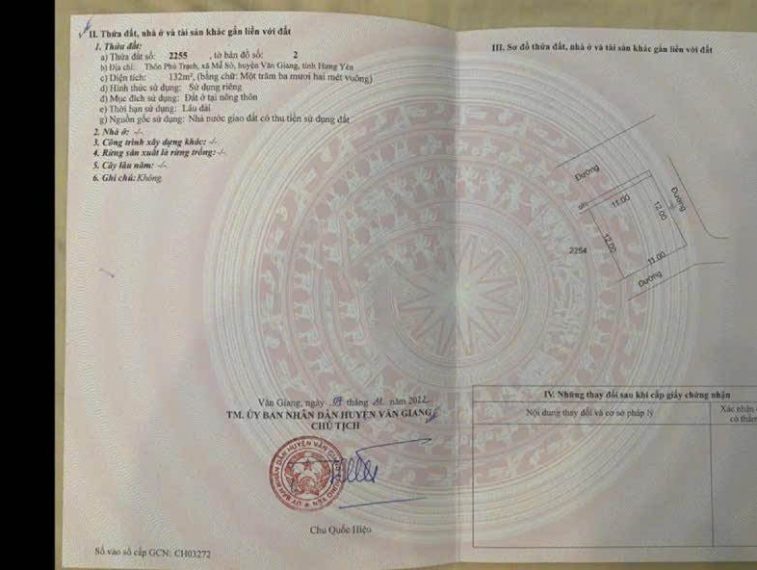 II. Thửa đất, nhà ở và tài sản khác gắn liền với đất
1. Thửa đất:
a) Thửa đất số: 2255 , tờ bản đồ số: 2
b) Địa chỉ: Thôn Phú Trạch, xã Mễ Sở, huyện Văn Giang, tỉnh Hưng Yên
c) Diện tích: 132m², (bằng chữ: Một trăm ba mươi hai mét vuông)
d) Hình thức sử dụng: Sử dụng riêng
đ) Mục đích sử dụng: Đất ở tại nông thôn
e) Thời hạn sử dụng: Lâu dài
g) Nguồn gốc sử dụng: Nhà nước giao đất có thu tiền sử dụng đất
2. Nhà ở: -/-
3. Công trình xây dựng khác: -/-
4. Rừng sản xuất là rừng trồng: -/-
5. Cây lâu năm: -/-
6. Ghi chú: Không.
Văn Giang, ngày 09 tháng năm 2022
TM. ỦY BAN NHÂN DÂN HUYỆN VĂN GIANG
CHỦ TỊCH
Chu Quốc Hiệu
Số vào sổ cấp GCN: CH03272
III. Sơ đồ thửa đất, nhà ở và tài sản khác gắn liền với đất
Đường
Đường
11.00
12.00
2254
12.00
11.00
Đường
IV. Những thay đổi sau khi cấp giấy chứng nhận
Nội dung thay đổi và cơ sở pháp lý
Xác nhận
có thẩm